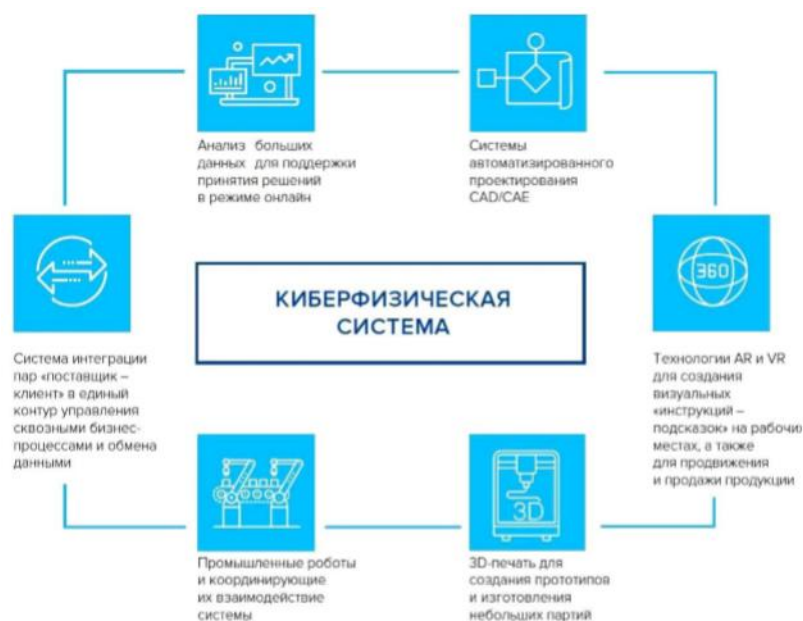 Анализ больших
данных для поддержки
принятия решений
в режиме онлайн
Системы
автоматизированного
проектирования
CAD/CAE
КИБЕРФИЗИЧЕСКАЯ
СИСТЕМА
360
Система интеграции
пар «поставщик –
клиент» в единый
контур управления
сквозными бизнес-
процессами и обмена
данными
Технологии AR и VR
для создания
визуальных
«инструкций –
подсказок» на рабочих
местах, а также
для продвижения
и продажи продукции
Промышленные роботы
и координирующие
их взаимодействие
системы
3D
3D-печать для
создания прототипов
и изготовления
небольших партий